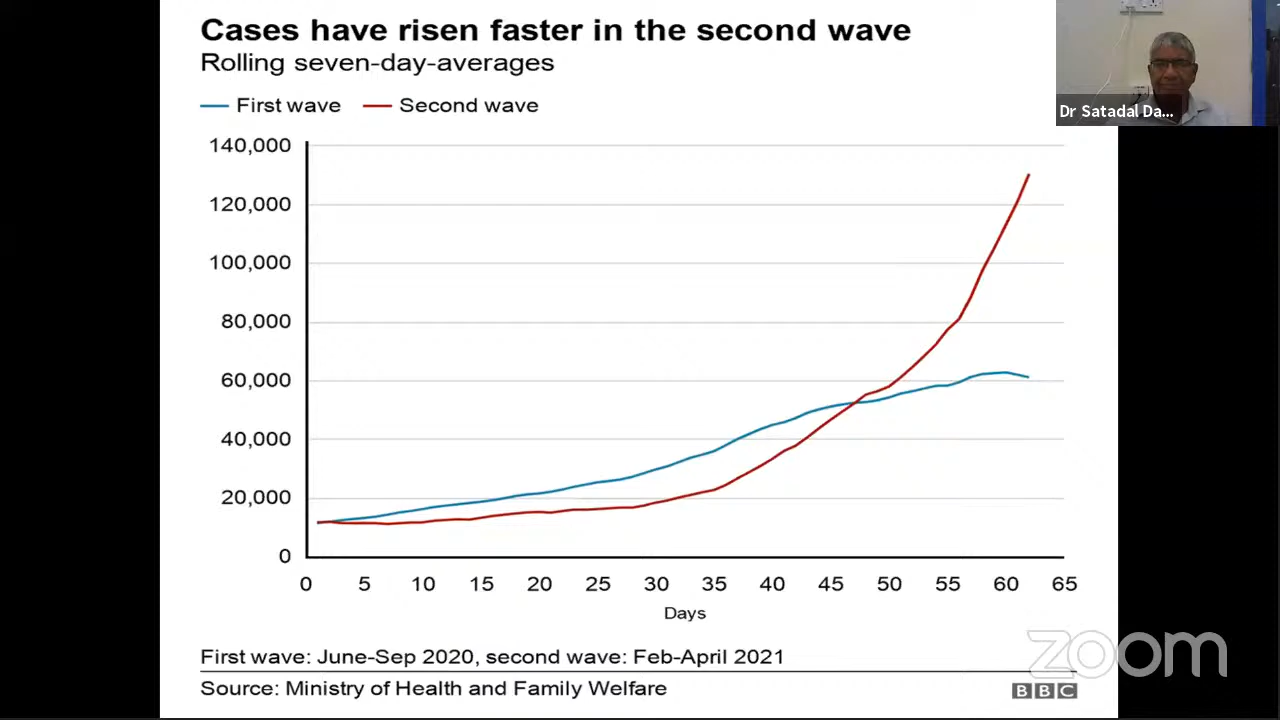 Cases have risen faster in the second wave
Rolling seven-day-averages
First wave Second wave
Dr Satadal Da...
140,000
120,000
100,000
80,000
60,000
40,000
20,000
0
0 5 10 15 20 25 30 35 40 45 50 55 60 65
Days
First wave: June-Sep 2020, second wave: Feb-April 2021
Source: Ministry of Health and Family Welfare
zoom
BBC